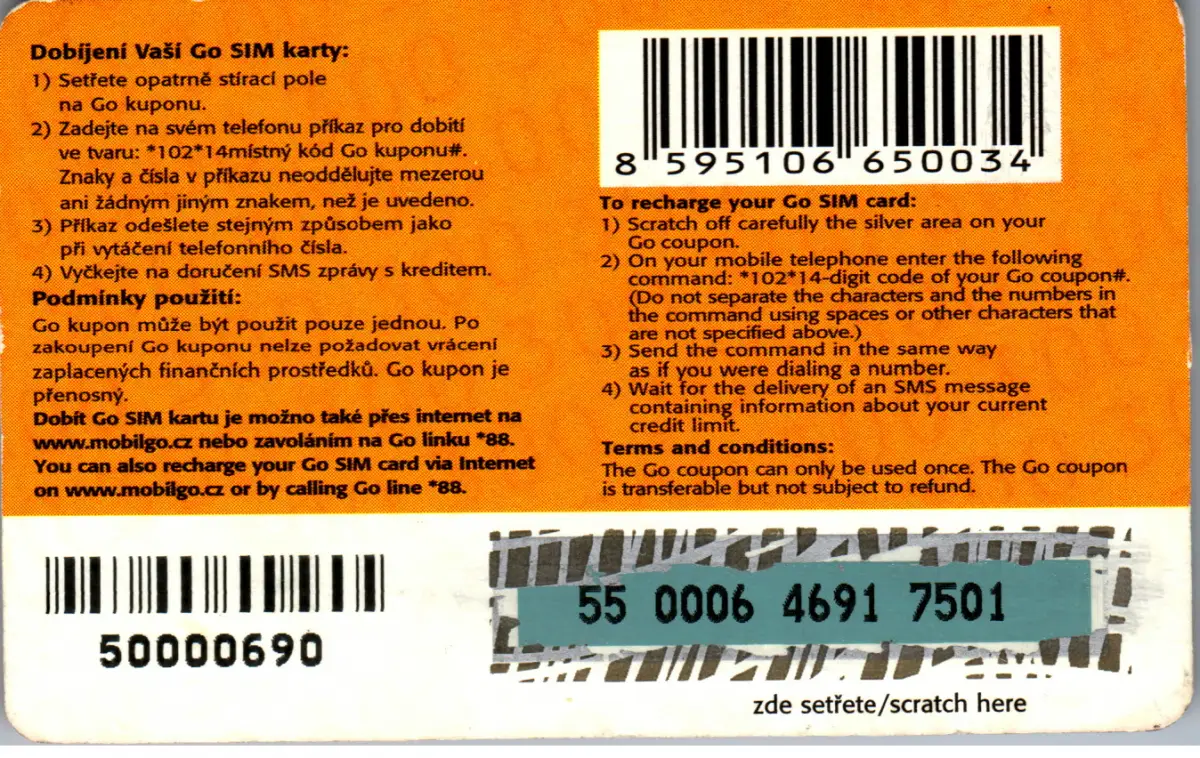 Dobíjení Vaší Go SIM karty:
1) Setřete opatrně stírací pole
na Go kuponu.
2) Zadejte na svém telefonu příkaz pro dobití
ve tvaru: *102*14místný kód Go kuponu#.
Znaky a čísla v příkazu neoddělujte mezerou
ani žádným jiným znakem, než je uvedeno.
3) Příkaz odešlete stejným způsobem jako
při vytáčení telefonního čísla.
4) Vyčkejte na doručení SMS zprávy s kreditem.
Podmínky použití:
Go kupon může být použit pouze jednou. Po
zakoupení Go kuponu nelze požadovat vrácení
zaplacených finančních prostředků. Go kupon je
přenosný.
Dobít Go SIM kartu je možno také přes internet na
www.mobilgo.cz nebo zavoláním na Go linku *88.
You can also recharge your Go SIM card via Internet
on www.mobilgo.cz or by calling Go line *88.
8 595106 650034
To recharge your Go SIM card:
1) Scratch off carefully the silver area on your
Go coupon.
2) On your mobile telephone enter the following
command: *102*14-digit code of your Go coupon#.
(Do not separate the characters and the numbers in
the command using spaces or other characters that
are not specified above.)
3) Send the command in the same way
as if you were dialing a number.
4) Wait for the delivery of an SMS message
containing information about your current
credit limit.
Terms and conditions:
The Go coupon can only be used once. The Go coupon
is transferable but not subject to refund.
50000690
55 0006 4691 7501
zde setřete/scratch here